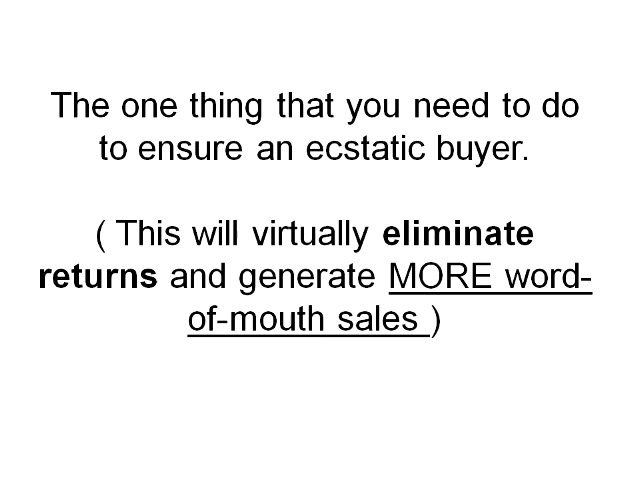 The one thing that you need to do
to ensure an ecstatic buyer.
( This will virtually eliminate
returns and generate MORE word-
of-mouth sales )